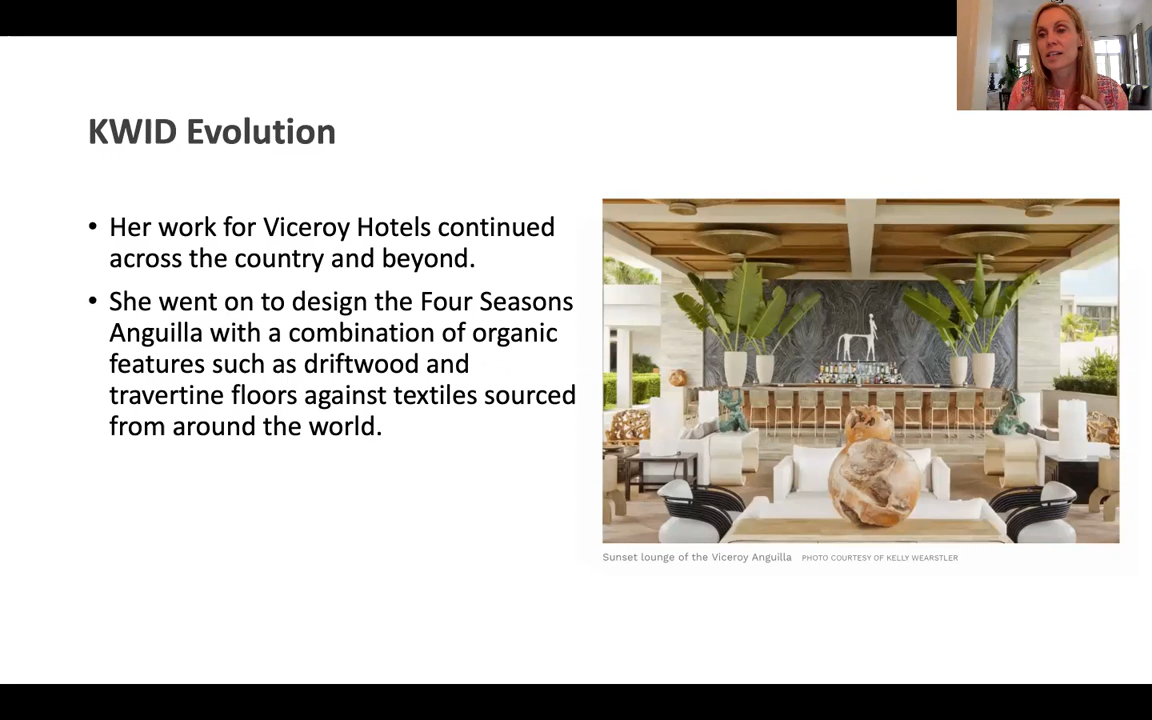 KWID Evolution
• Her work for Viceroy Hotels continued
across the country and beyond.
• She went on to design the Four Seasons
Anguilla with a combination of organic
features such as driftwood and
travertine floors against textiles sourced
from around the world.
Sunset lounge of the Viceroy Anguilla PHOTO COURTESY OF KELLY WEARSTLER